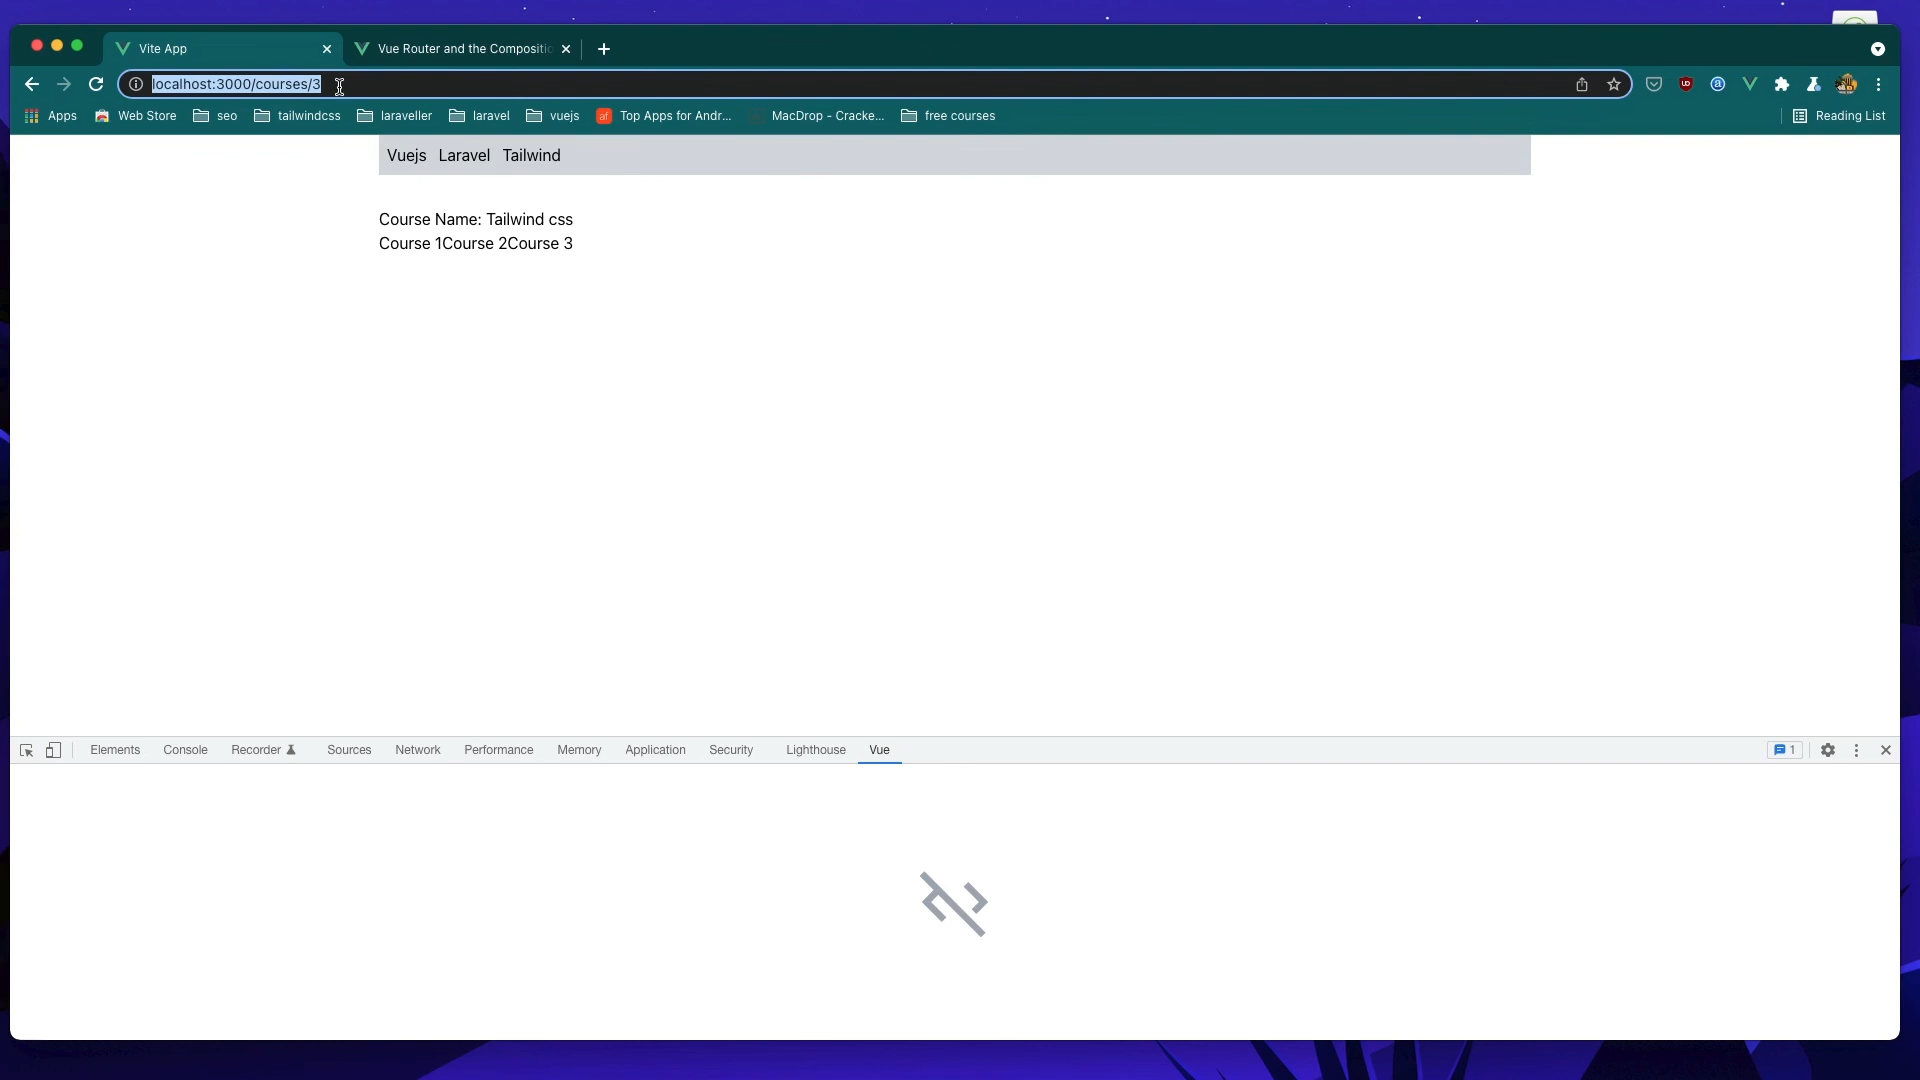 Vite App
Vue Router and the Compositi
localhost:3000/courses/3
Apps
Web Store
seo
tailwindcss
laraveller
laravel
vuejs
Top Apps for Andr...
MacDrop - Cracke...
free courses
Reading List
Vuejs Laravel Tailwind
Course Name: Tailwind css
Course 1Course 2Course 3
Elements
Console
Recorder
Sources
Network
Performance
Memory
Application
Security
Lighthouse
Vue
1